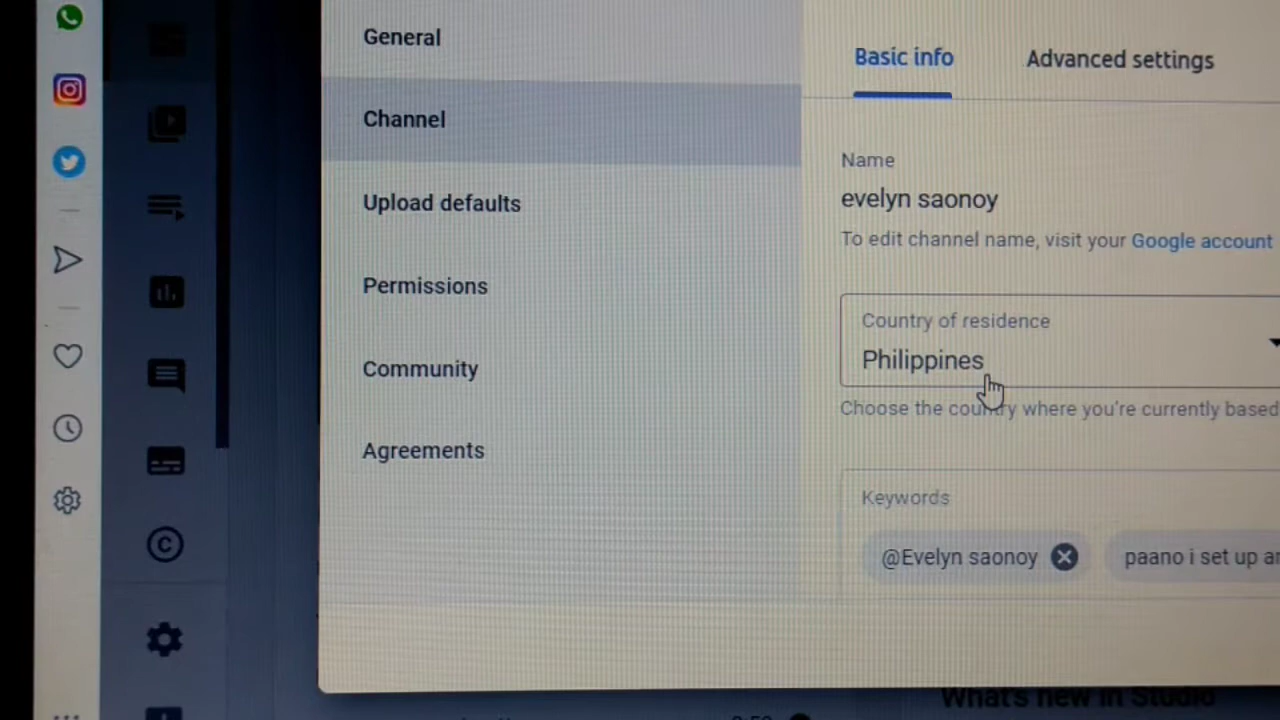 General
Channel
Upload defaults
Permissions
Community
Agreements
Basic info
Advanced settings
Name
evelyn saonoy
To edit channel name, visit your Google account
Country of residence
Philippines
Choose the country where you're currently based
Keywords
@Evelyn saonoy
paano i set up
What's new in Studio